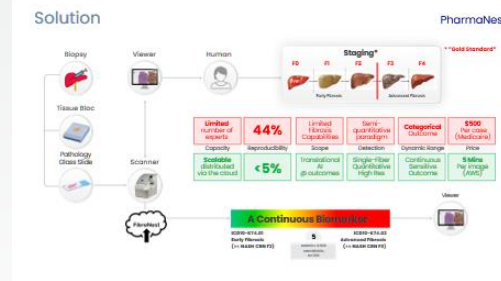 Solution
PharmaNes
Biopsy
Viewer
Human
Staging*
* "Gold Standard"
F0 F1 F2 F3 F4
Early Fibrosis
Advanced Fibrosis
Tissue Bloc
Pathology
Glass Side
Scanner
Limited
number of
experts
44%
Limited
Fibrosis
Capabilities
Semi-
quantitative
paradigm
Categorical
Outcome
$500
Per case
(Medicare)
Capacity
Reproducibility
Scope
Detection
Dynamic Range
Price
Scalable
distributed
via the cloud
<5%
Translational
AI
@ outcomes
Single-Fiber
Quantitative
High Res
Continuus
Sensitive
Outcome
5 Mins
Per image
(AWS)
Viewer
FibroNest
A Continuous Biomarker
Early Fibrosis
5
Advanced Fibrosis